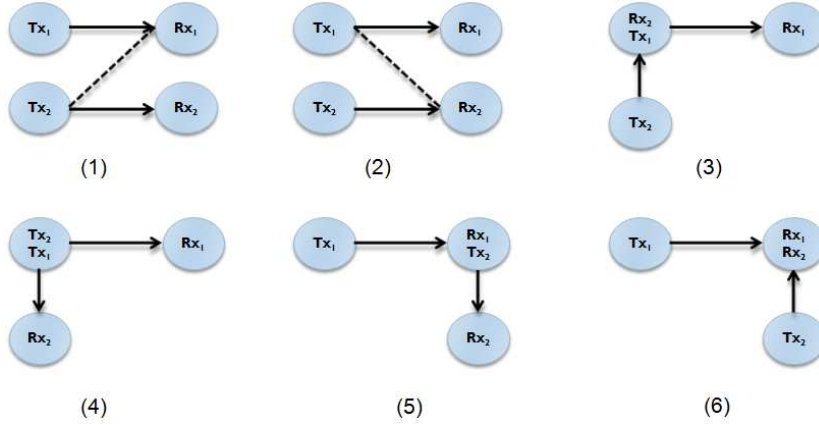 Tx₁ Rx₁
Tx₂ Rx₂
(1)
Tx₁ Rx₁
Tx₂ Rx₂
(2)
Rx₂
Tx₁ Rx₁
Tx₂
(3)
Tx₂
Tx₁ Rx₁
Rx₂
(4)
Tx₁ Rx₁
Tx₂
Rx₂
(5)
Tx₁ Rx₁
Rx₂
Tx₂
(6)